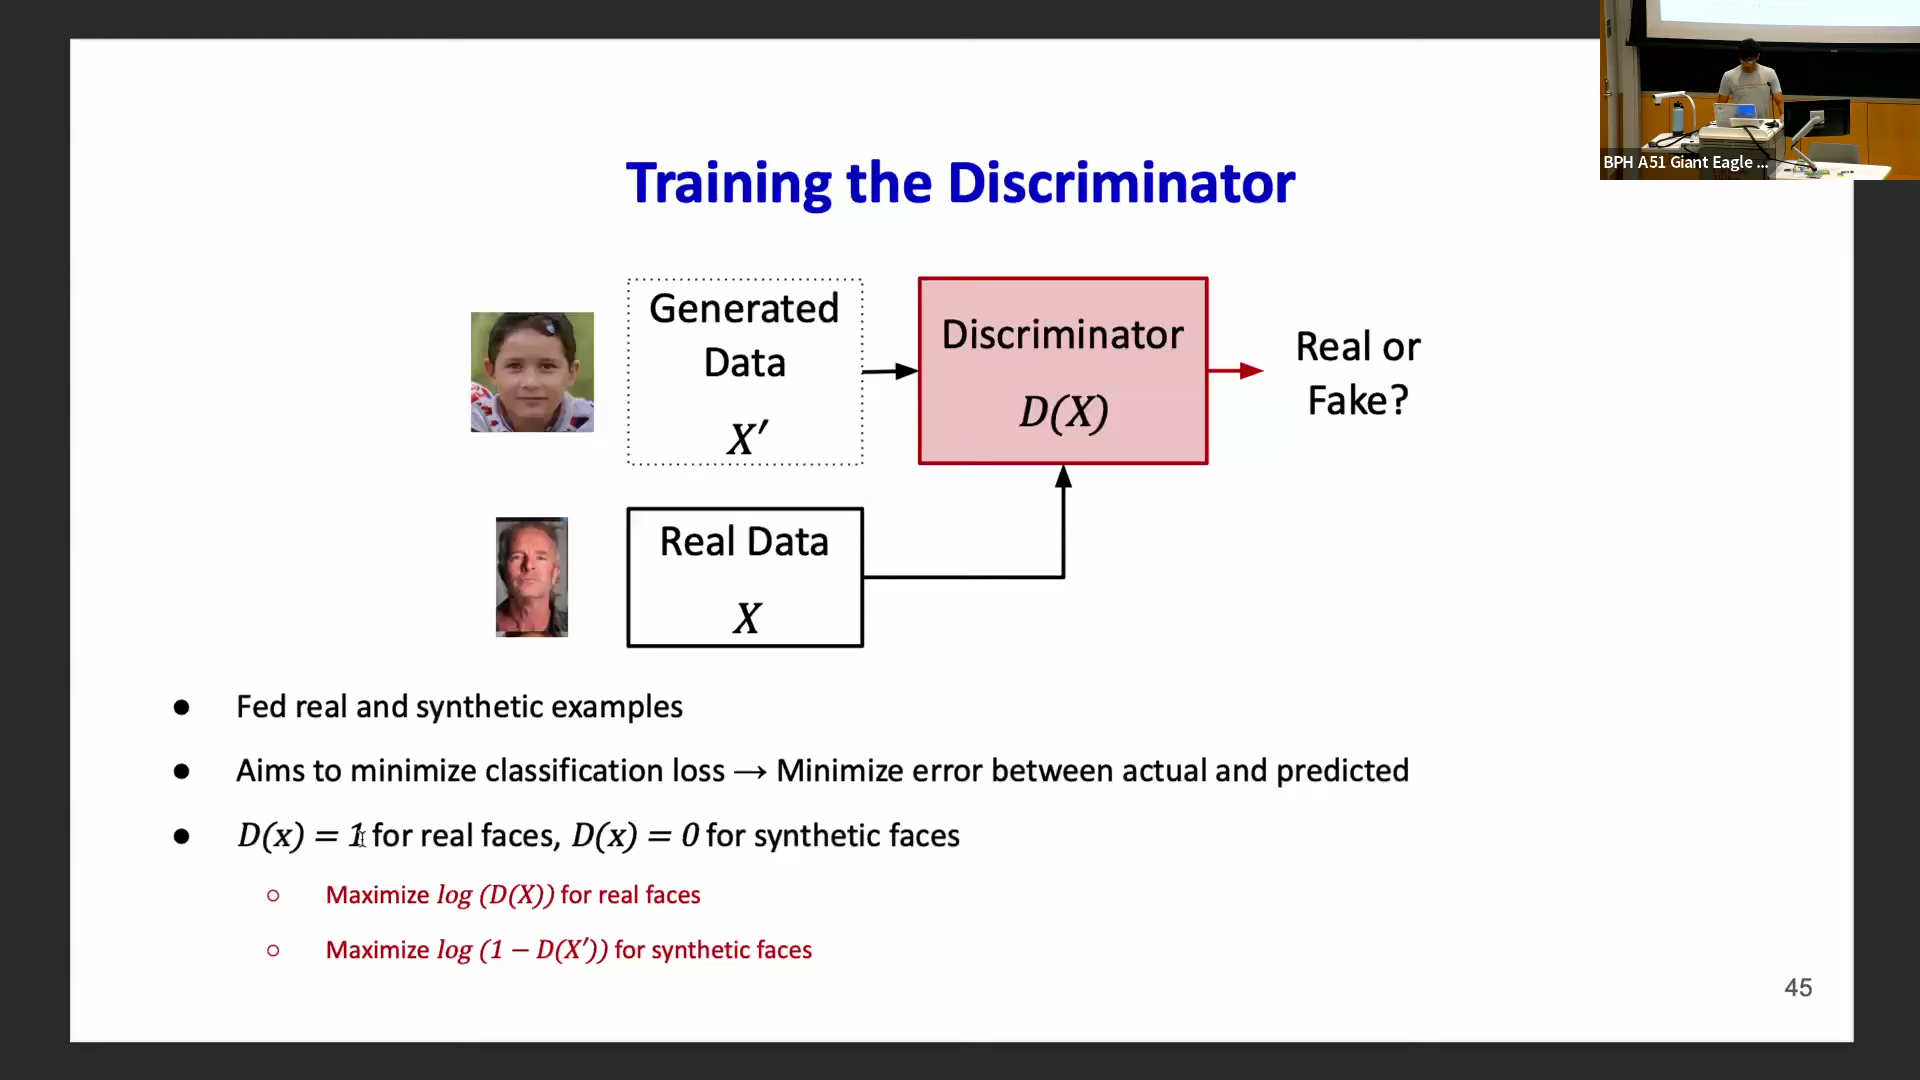 BPH A51 Giant Eagle ...
Training the Discriminator
Generated
Data
X′
Discriminator
D(X)
Real or
Fake?
Real Data
X
● Fed real and synthetic examples
● Aims to minimize classification loss → Minimize error between actual and predicted
● D(x) = 1 for real faces, D(x) = 0 for synthetic faces
○ Maximize log (D(X)) for real faces
○ Maximize log (1 − D(X′)) for synthetic faces
45